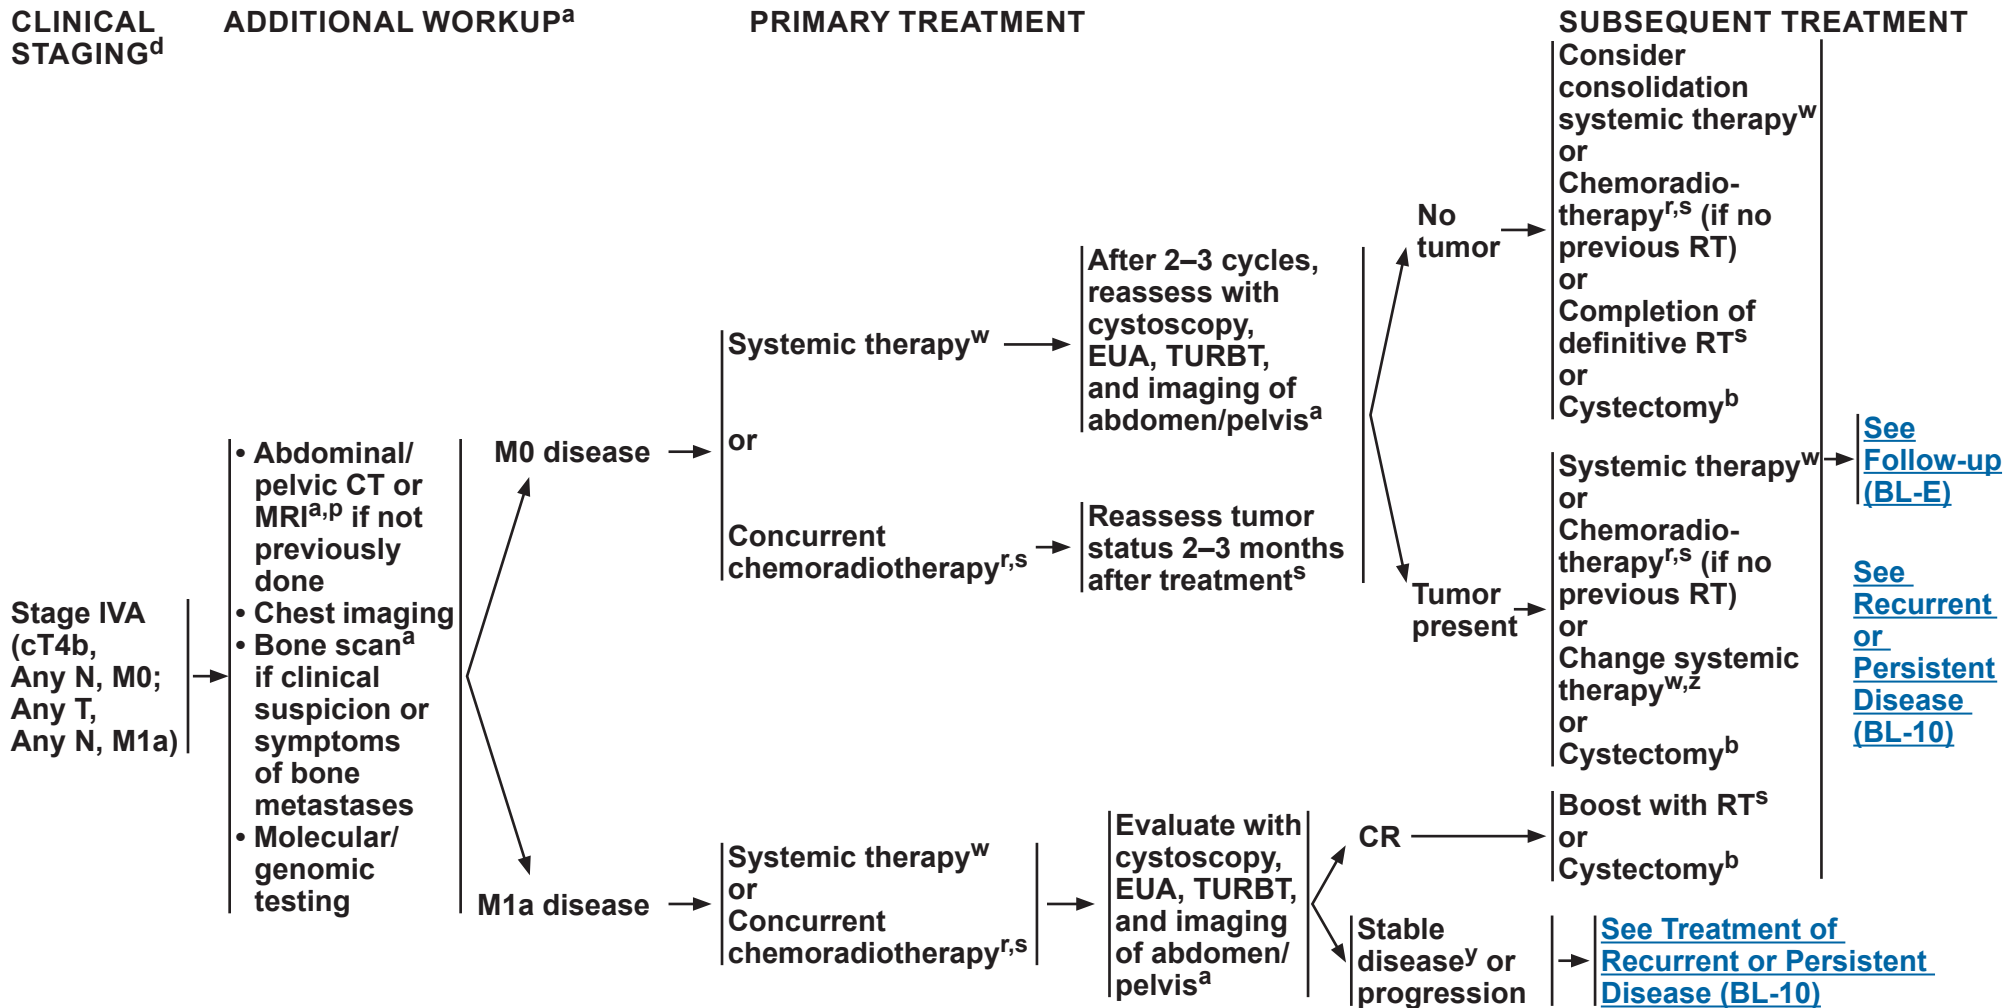 CLINICAL
STAGINGd
ADDITIONAL WORKUPa
PRIMARY TREATMENT
SUBSEQUENT TREATMENT
Stage IVA
(cT4b,
Any N, M0;
Any T,
Any N, M1a)
• Abdominal/
pelvic CT or
MRIa,p if not
previously
done
• Chest imaging
• Bone scana
if clinical
suspicion or
symptoms
of bone
metastases
• Molecular/
genomic
testing
M0 disease
Systemic therapyw
or
Concurrent
chemoradiotherapyr,s
After 2–3 cycles,
reassess with
cystoscopy,
EUA, TURBT,
and imaging of
abdomen/pelvisa
Reassess tumor
status 2–3 months
after treatments
No
tumor
Consider
consolidation
systemic therapyw
or
Chemoradio-
therapyr,s (if no
previous RT)
or
Completion of
definitive RTs
or
Cystectomyb
Tumor
present
Systemic therapyw
or
Chemoradio-
therapyr,s (if no
previous RT)
or
Change systemic
therapyw,z
or
Cystectomyb
See
Follow-up
(BL-E)
See
Recurrent
or
Persistent
Disease
(BL-10)
M1a disease
Systemic therapyw
or
Concurrent
chemoradiotherapyr,s
Evaluate with
cystoscopy,
EUA, TURBT,
and imaging
of abdomen/
pelvisa
CR
Boost with RTs
or
Cystectomyb
Stable
diseasey or
progression
See Treatment of
Recurrent or Persistent
Disease (BL-10)